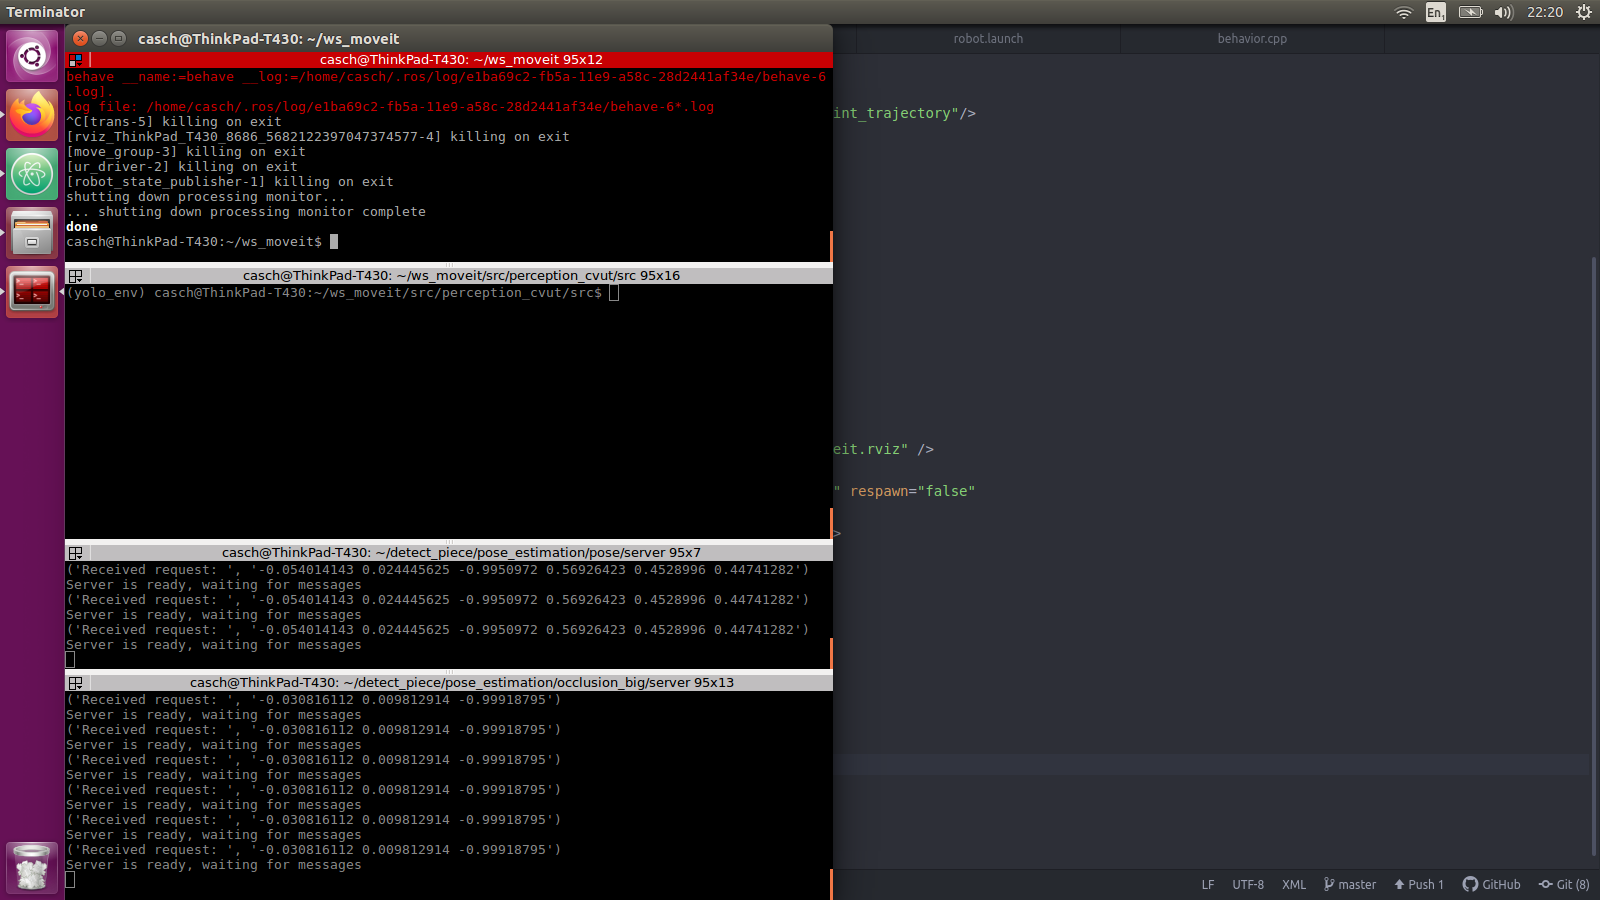 Terminator
En1
22:20
casch@ThinkPad-T430: ~/ws_moveit
casch@ThinkPad-T430: ~/ws_moveit 95x12
behave __name:=behave __log:=/home/casch/.ros/log/e1ba69c2-fb5a-11e9-a58c-28d2441af34e/behave-6
.log].
log file: /home/casch/.ros/log/e1ba69c2-fb5a-11e9-a58c-28d2441af34e/behave-6*.log
^C[trans-5] killing on exit
[rviz_ThinkPad_T430_8686_5682122397047374577-4] killing on exit
[move_group-3] killing on exit
[ur_driver-2] killing on exit
[robot_state_publisher-1] killing on exit
shutting down processing monitor...
... shutting down processing monitor complete
done
casch@ThinkPad-T430:~/ws_moveit$
casch@ThinkPad-T430: ~/ws_moveit/src/perception_cvut/src 95x16
(yolo_env) casch@ThinkPad-T430:~/ws_moveit/src/perception_cvut/src$
casch@ThinkPad-T430: ~/detect_piece/pose_estimation/pose/server 95x7
('Received request: ', '-0.054014143 0.024445625 -0.9950972 0.56926423 0.4528996 0.44741282')
Server is ready, waiting for messages
('Received request: ', '-0.054014143 0.024445625 -0.9950972 0.56926423 0.4528996 0.44741282')
Server is ready, waiting for messages
('Received request: ', '-0.054014143 0.024445625 -0.9950972 0.56926423 0.4528996 0.44741282')
Server is ready, waiting for messages
casch@ThinkPad-T430: ~/detect_piece/pose_estimation/occlusion_big/server 95x13
('Received request: ', '-0.030816112 0.009812914 -0.99918795')
Server is ready, waiting for messages
('Received request: ', '-0.030816112 0.009812914 -0.99918795')
Server is ready, waiting for messages
('Received request: ', '-0.030816112 0.009812914 -0.99918795')
Server is ready, waiting for messages
('Received request: ', '-0.030816112 0.009812914 -0.99918795')
Server is ready, waiting for messages
('Received request: ', '-0.030816112 0.009812914 -0.99918795')
Server is ready, waiting for messages
('Received request: ', '-0.030816112 0.009812914 -0.99918795')
Server is ready, waiting for messages
robot.launch
behavior.cpp
int_trajectory"/>
eit.rviz" />
" respawn="false"
>
LF UTF-8 XML master Push 1 GitHub Git (8)